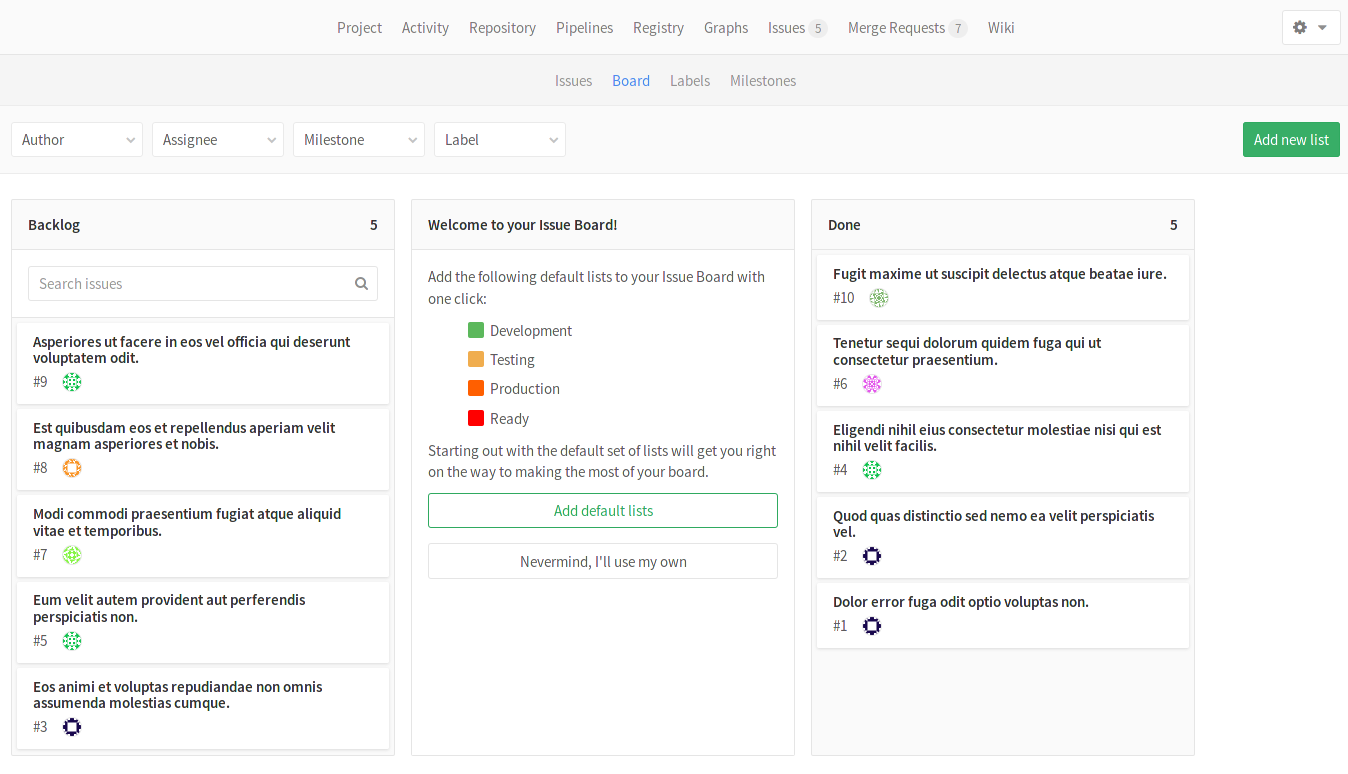 Project Activity Repository Pipelines Registry Graphs Issues 5 Merge Requests 7 Wiki
Issues Board Labels Milestones
Author Assignee Milestone Label Add new list
Backlog 5
Search issues
Asperiores ut facere in eos vel officia qui deserunt
voluptatem odit.
#9
Est quibusdam eos et repellendus aperiam velit
magnam asperiores et nobis.
#8
Modi commodi praesentium fugiat atque aliquid
vitae et temporibus.
#7
Eum velit autem provident aut perferendis
perspiciatis non.
#5
Eos animi et voluptas repudiandae non omnis
assumenda molestias cumque.
#3
Welcome to your Issue Board!
Add the following default lists to your Issue Board with
one click:
Development
Testing
Production
Ready
Starting out with the default set of lists will get you right
on the way to making the most of your board.
Add default lists
Nevermind, I'll use my own
Done 5
Fugit maxime ut suscipit delectus atque beatae iure.
#10
Tenetur sequi dolorum quidem fuga qui ut
consectetur praesentium.
#6
Eligendi nihil eius consectetur molestiae nisi qui est
nihil velit facilis.
#4
Quod quas distinctio sed nemo ea velit perspiciatis
vel.
#2
Dolor error fuga odit optio voluptas non.
#1